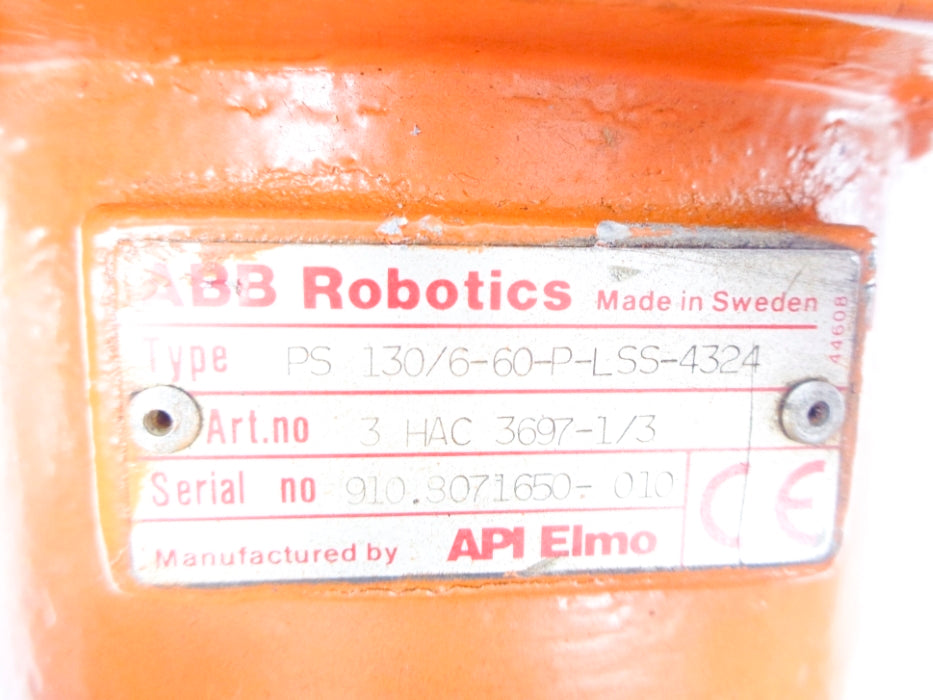 ABB Robotics Made in Sweden
Type PS 130/6-60-P-LSS-4324
Art.no 3 HAC 3697-1/3
Serial no 910.8071650- 010
Manufactured by API Elmo
CE
44608